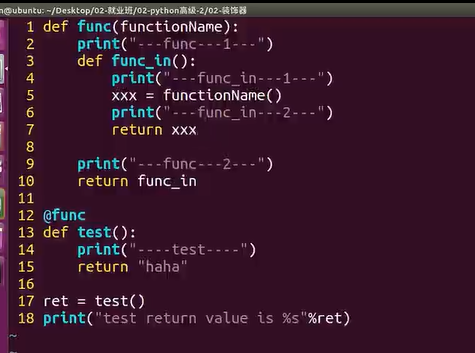 n@ubuntu: ~/Desktop/02-就业班/02-python高级-2/02-装饰器
1 def func(functionName):
2     print("---func---1---")
3     def func_in():
4         print("---func_in---1---")
5         xxx = functionName()
6         print("---func_in---2---")
7         return xxx
8
9     print("---func---2---")
10     return func_in
11
12 @func
13 def test():
14     print("----test----")
15     return "haha"
16
17 ret = test()
18 print("test return value is %s"%ret)
~
~